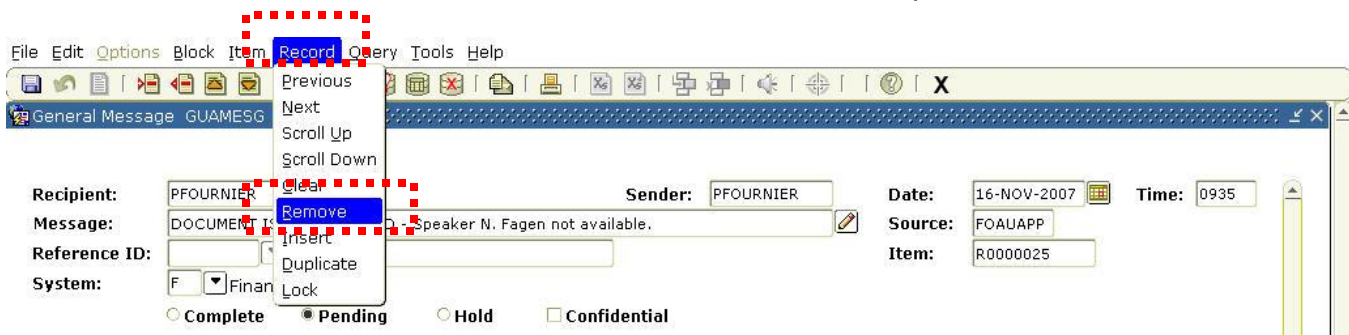 File Edit Options Block Item Record Query Tools Help
Previous
Next
Scroll Up
Scroll Down
Clear
Remove
Insert
Duplicate
Lock
X
General Message GUAMESG
Recipient: PFOURNIER Sender: PFOURNIER Date: 16-NOV-2007 Time: 0935
Message: DOCUMENT - Speaker N. Fagen not available. Source: FOAUAPP
Reference ID: Item: R0000025
System: F Finan
Complete Pending Hold Confidential